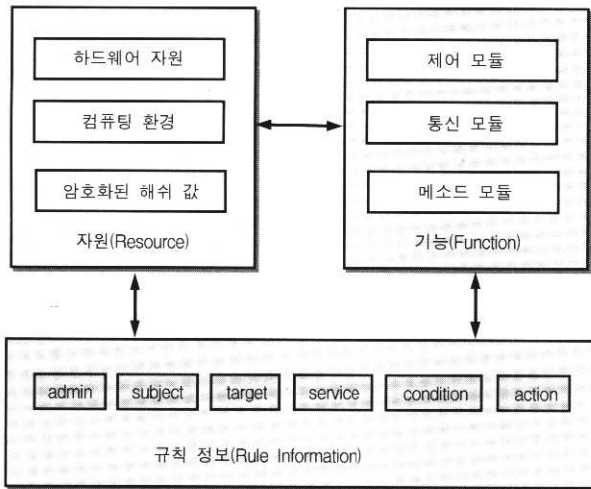 하드웨어 자원
컴퓨팅 환경
암호화된 해쉬 값
자원(Resource)
제어 모듈
통신 모듈
메소드 모듈
기능(Function)
admin subject target service condition action
규칙 정보(Rule Information)